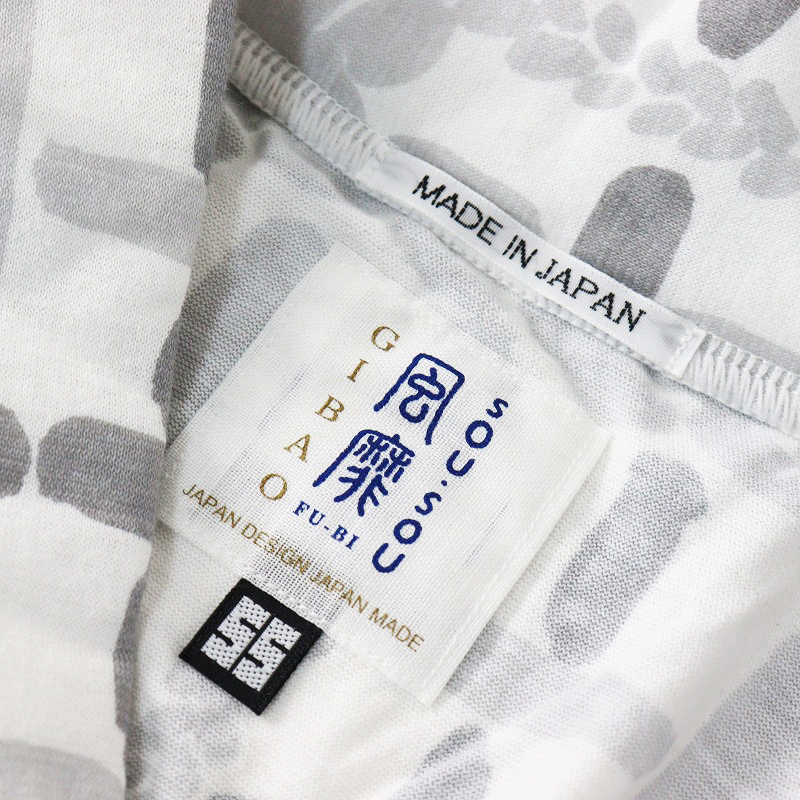 MADE IN JAPAN
GIBAO
風靡
SOU・SOU
FU-BI
JAPAN DESIGN JAPAN MADE